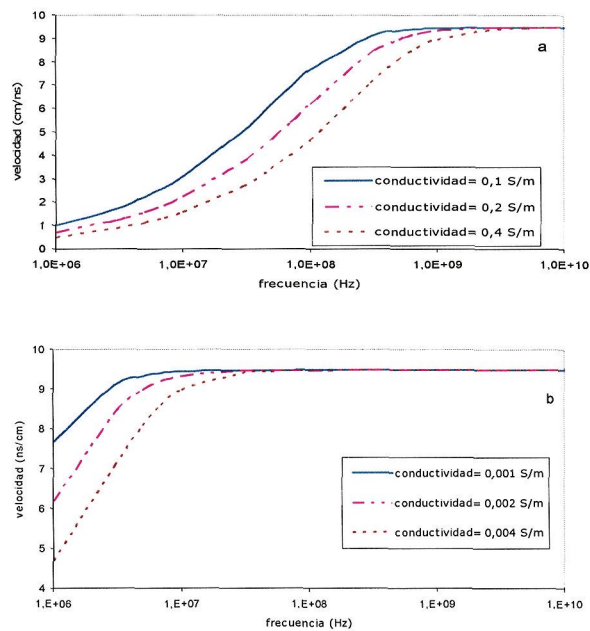 10
9
8
7
6
5
4
3
2
1
0
velocidad (cm/ns)
a
conductividad= 0,1 S/m
conductividad= 0,2 S/m
conductividad= 0,4 S/m
1,0E+06 1,0E+07 1,0E+08 1,0E+09 1,0E+10
frecuencia (Hz)
10
9
8
7
6
5
4
velocidad (ns/cm)
b
conductividad= 0,001 S/m
conductividad= 0,002 S/m
conductividad= 0,004 S/m
1,E+06 1,E+07 1,E+08 1,E+09 1,E+10
frecuencia (Hz)